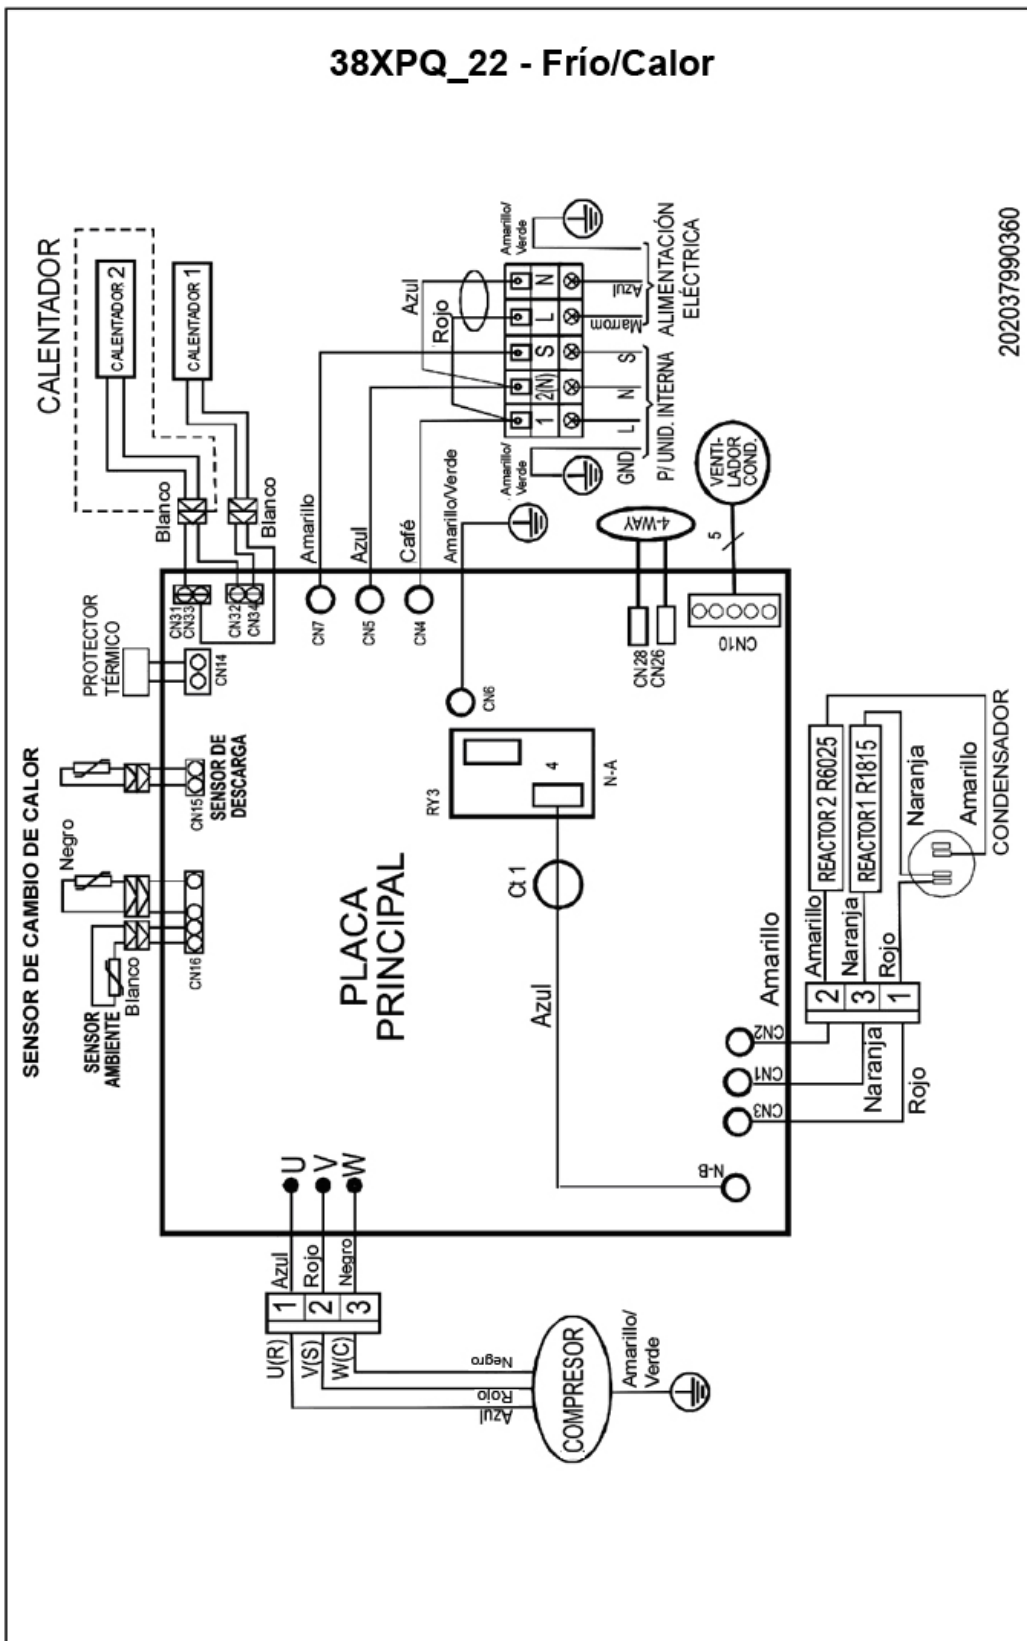 38XPQ_22 - Frío/Calor
202037990360
CALENTADOR
CALENTADOR 2
CALENTADOR 1
Blanco
Blanco
CN31
CN33
CN32
CN34
PROTECTOR
TÉRMICO
CN14
SENSOR DE CAMBIO DE CALOR
CN15
SENSOR DE
DESCARGA
Negro
SENSOR
AMBIENTE
Blanco
CN16
Amarillo
Azul
Café
Amarillo/Verde
CN7
CN5
CN4
CN6
Azul
Rojo
Amarillo/
Verde
N
L
S
2(N)
1
Azul
Marrom
S
N
L
GND
Amarillo/
Verde
ALIMENTACIÓN
ELÉCTRICA
P/ UNID. INTERNA
4-WAY
CN28
CN26
VENTI-
LADOR
COND.
5
CN10
RY3
4
N-A
Ct 1
PLACA
PRINCIPAL
Azul
N-B
CN2
CN1
CN3
Amarillo
Naranja
Rojo
2
3
1
Amarillo
Naranja
Rojo
REACTOR 2 R6025
REACTOR 1 R1815
Naranja
Amarillo
CONDENSADOR
U
V
W
Azul
Rojo
Negro
1
2
3
U(R)
V(S)
W(C)
Negro
Rojo
Azul
COMPRESOR
Amarillo/
Verde